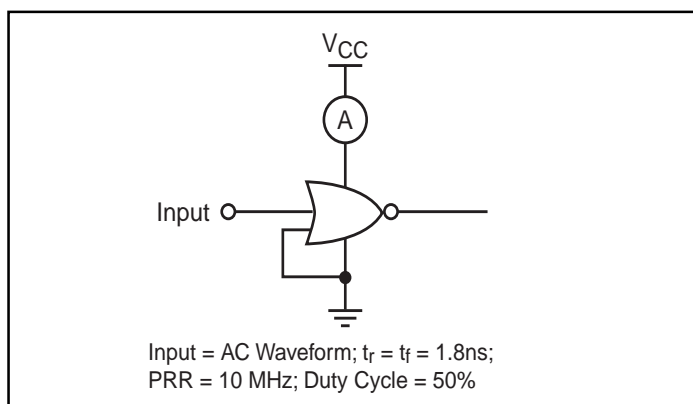 VCC
A
Input
Input = AC Waveform; tr = tf = 1.8ns;
PRR = 10 MHz; Duty Cycle = 50%